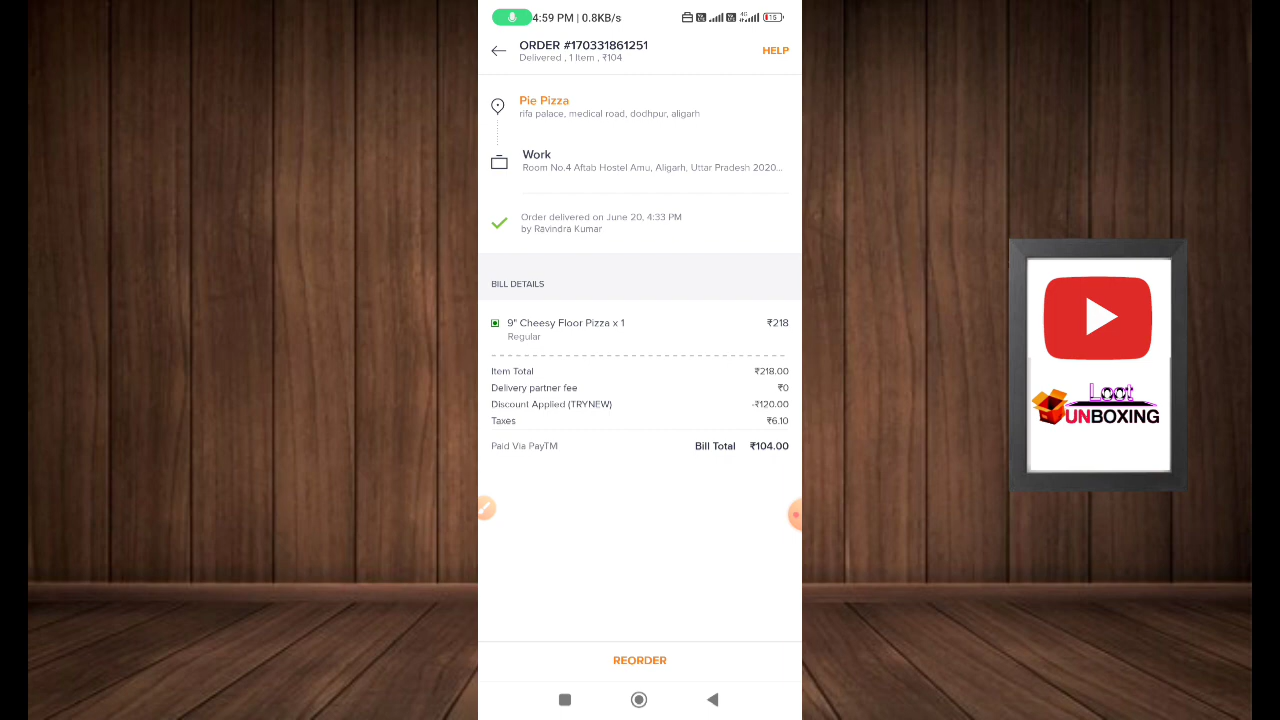 4:59 PM | 0.8KB/s
4G
15
ORDER #170331861251
Delivered , 1 Item , ₹104
HELP
Pie Pizza
rifa palace, medical road, dodhpur, aligarh
Work
Room No.4 Aftab Hostel Amu, Aligarh, Uttar Pradesh 2020...
Order delivered on June 20, 4:33 PM
by Ravindra Kumar
BILL DETAILS
9" Cheesy Floor Pizza x 1 ₹218
Regular
Item Total ₹218.00
Delivery partner fee ₹0
Discount Applied (TRYNEW) -₹120.00
Taxes ₹6.10
Paid Via PayTM Bill Total ₹104.00
REORDER
Loot
UNBOXING